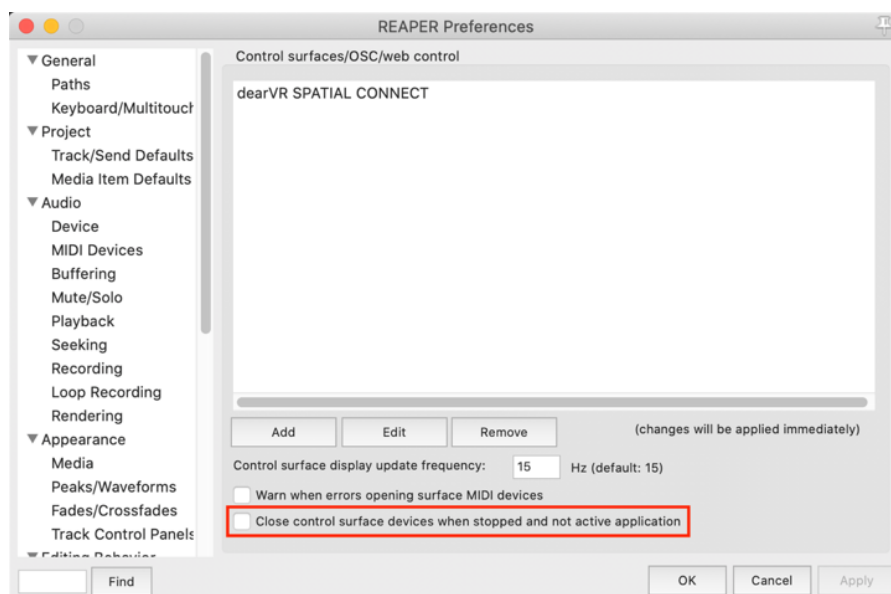 REAPER Preferences
General
Paths
Keyboard/Multitouch
Project
Track/Send Defaults
Media Item Defaults
Audio
Device
MIDI Devices
Buffering
Mute/Solo
Playback
Seeking
Recording
Loop Recording
Rendering
Appearance
Media
Peaks/Waveforms
Fades/Crossfades
Track Control Panels
Editing Behavior
Find
Control surfaces/OSC/web control
dearVR SPATIAL CONNECT
Add Edit Remove (changes will be applied immediately)
Control surface display update frequency: 15 Hz (default: 15)
Warn when errors opening surface MIDI devices
Close control surface devices when stopped and not active application
OK Cancel Apply